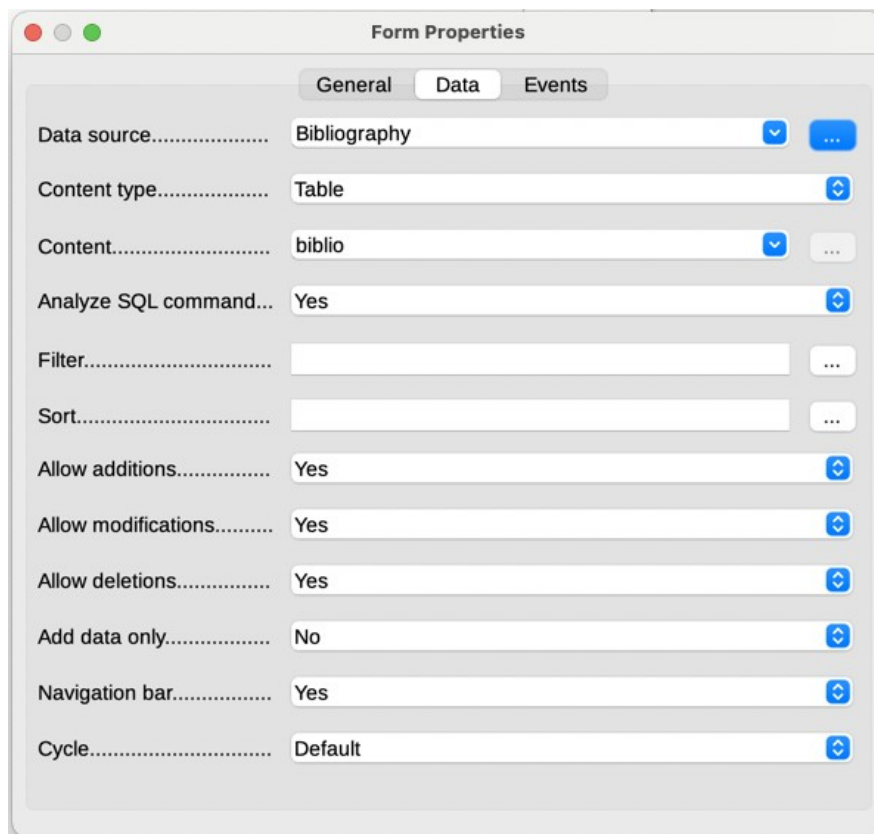 Form Properties
General Data Events
Data source..................... Bibliography ...
Content type................... Table
Content........................... biblio ...
Analyze SQL command... Yes
Filter................................ ...
Sort................................. ...
Allow additions................ Yes
Allow modifications.......... Yes
Allow deletions................ Yes
Add data only.................. No
Navigation bar................. Yes
Cycle............................... Default